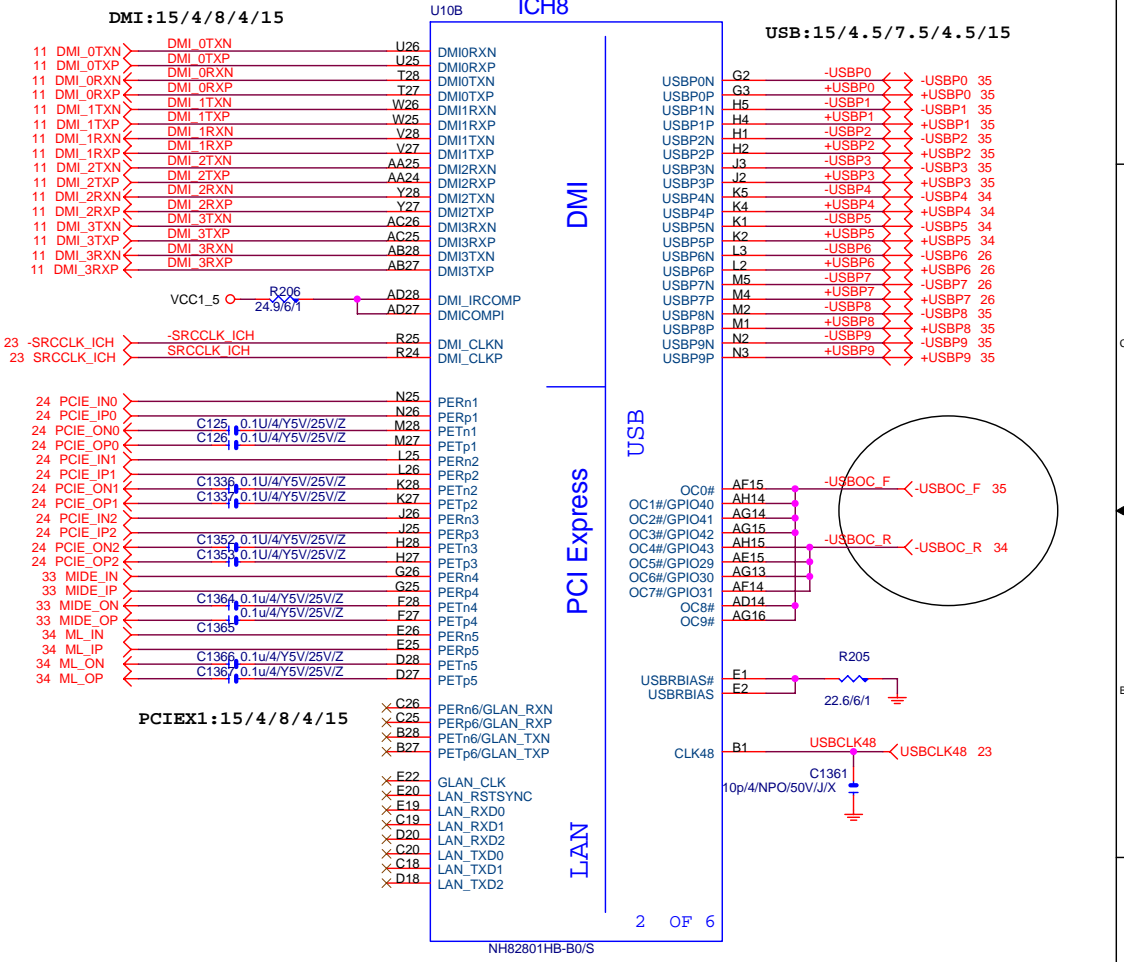 U10B ICH8
DMI:15/4/8/4/15
USB:15/4.5/7.5/4.5/15
11 DMI_0TXN DMI_0TXN U26 DMI0RXN
11 DMI_0TXP DMI_0TXP U25 DMI0RXP
11 DMI_0RXN DMI_0RXN T28 DMI0TXN
11 DMI_0RXP DMI_0RXP T27 DMI0TXP
11 DMI_1TXN DMI_1TXN W26 DMI1RXN
11 DMI_1TXP DMI_1TXP W25 DMI1RXP
11 DMI_1RXN DMI_1RXN V28 DMI1TXN
11 DMI_1RXP DMI_1RXP V27 DMI1TXP
11 DMI_2TXN DMI_2TXN AA25 DMI2RXN
11 DMI_2TXP DMI_2TXP AA24 DMI2RXP
11 DMI_2RXN DMI_2RXN Y28 DMI2TXN
11 DMI_2RXP DMI_2RXP Y27 DMI2TXP
11 DMI_3TXN DMI_3TXN AC26 DMI3RXN
11 DMI_3TXP DMI_3TXP AC25 DMI3RXP
11 DMI_3RXN DMI_3RXN AB28 DMI3TXN
11 DMI_3RXP DMI_3RXP AB27 DMI3TXP
VCC1_5 R206 24.9/6/1 AD28 DMI_IRCOMP
AD27 DMICOMPI
23 -SRCCLK_ICH -SRCCLK_ICH R25 DMI_CLKN
23 SRCCLK_ICH SRCCLK_ICH R24 DMI_CLKP
DMI
USBP0N G2 -USBP0 -USBP0 35
USBP0P G3 +USBP0 +USBP0 35
USBP1N H5 -USBP1 -USBP1 35
USBP1P H4 +USBP1 +USBP1 35
USBP2N H1 -USBP2 -USBP2 35
USBP2P H2 +USBP2 +USBP2 35
USBP3N J3 -USBP3 -USBP3 35
USBP3P J2 +USBP3 +USBP3 35
USBP4N K5 -USBP4 -USBP4 34
USBP4P K4 +USBP4 +USBP4 34
USBP5N K1 -USBP5 -USBP5 34
USBP5P K2 +USBP5 +USBP5 34
USBP6N L3 -USBP6 -USBP6 26
USBP6P L2 +USBP6 +USBP6 26
USBP7N M5 -USBP7 -USBP7 26
USBP7P M4 +USBP7 +USBP7 26
USBP8N M2 -USBP8 -USBP8 35
USBP8P M1 +USBP8 +USBP8 35
USBP9N N2 -USBP9 -USBP9 35
USBP9P N3 +USBP9 +USBP9 35
C
24 PCIE_IN0 N25 PERn1
24 PCIE_IP0 N26 PERp1
24 PCIE_ON0 C125 0.1U/4/Y5V/25V/Z M28 PETn1
24 PCIE_OP0 C126 0.1U/4/Y5V/25V/Z M27 PETp1
24 PCIE_IN1 L25 PERn2
24 PCIE_IP1 L26 PERp2
24 PCIE_ON1 C1336 0.1U/4/Y5V/25V/Z K28 PETn2
24 PCIE_OP1 C1337 0.1U/4/Y5V/25V/Z K27 PETp2
24 PCIE_IN2 J26 PERn3
24 PCIE_IP2 J25 PERp3
24 PCIE_ON2 C1352 0.1U/4/Y5V/25V/Z H28 PETn3
24 PCIE_OP2 C1353 0.1U/4/Y5V/25V/Z H27 PETp3
33 MIDE_IN G26 PERn4
33 MIDE_IP G25 PERp4
33 MIDE_ON C1364 0.1u/4/Y5V/25V/Z F28 PETn4
33 MIDE_OP C1365 0.1u/4/Y5V/25V/Z F27 PETp4
34 ML_IN E26 PERn5
34 ML_IP E25 PERp5
34 ML_ON C1366 0.1u/4/Y5V/25V/Z D28 PETn5
34 ML_OP C1367 0.1u/4/Y5V/25V/Z D27 PETp5
PCIEX1:15/4/8/4/15
C26 PERn6/GLAN_RXN
C25 PERp6/GLAN_RXP
B28 PETn6/GLAN_TXN
B27 PETp6/GLAN_TXP
E22 GLAN_CLK
E20 LAN_RSTSYNC
E19 LAN_RXD0
C19 LAN_RXD1
D20 LAN_RXD2
C20 LAN_TXD0
C18 LAN_TXD1
D18 LAN_TXD2
PCI Express
LAN
USB
OC0# AF15 -USBOC_F -USBOC_F 35
OC1#/GPIO40 AH14
OC2#/GPIO41 AG14
OC3#/GPIO42 AG15
OC4#/GPIO43 AH15 -USBOC_R -USBOC_R 34
OC5#/GPIO29 AE15
OC6#/GPIO30 AG13
OC7#/GPIO31 AF14
OC8# AD14
OC9# AG16
USBRBIAS# E1 R205
USBRBIAS E2 22.6/6/1
B
CLK48 B1 USBCLK48 USBCLK48 23
C1361
10p/4/NPO/50V/J/X
2 OF 6
NH82801HB-B0/S